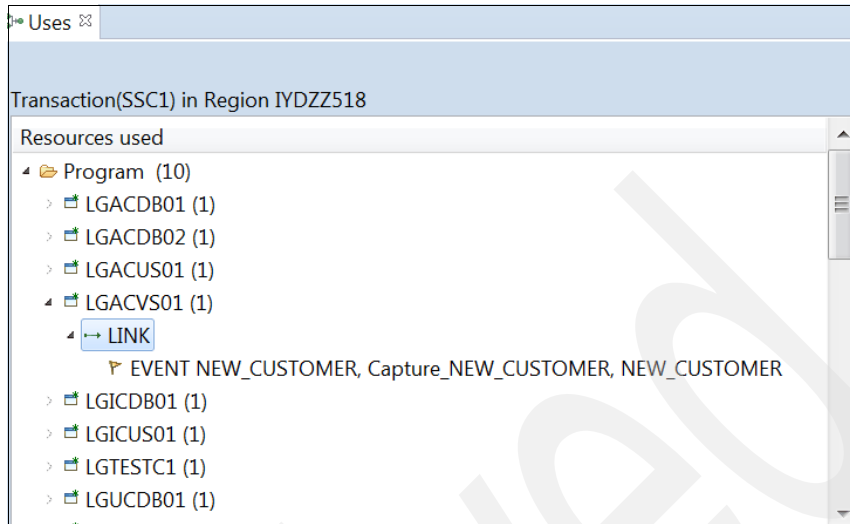 Uses
Transaction(SSC1) in Region IYDZZ518
Resources used
Program (10)
LGACDB01 (1)
LGACDB02 (1)
LGACUS01 (1)
LGACVS01 (1)
LINK
EVENT NEW_CUSTOMER, Capture_NEW_CUSTOMER, NEW_CUSTOMER
LGICDB01 (1)
LGICUS01 (1)
LGTESTC1 (1)
LGUCDB01 (1)